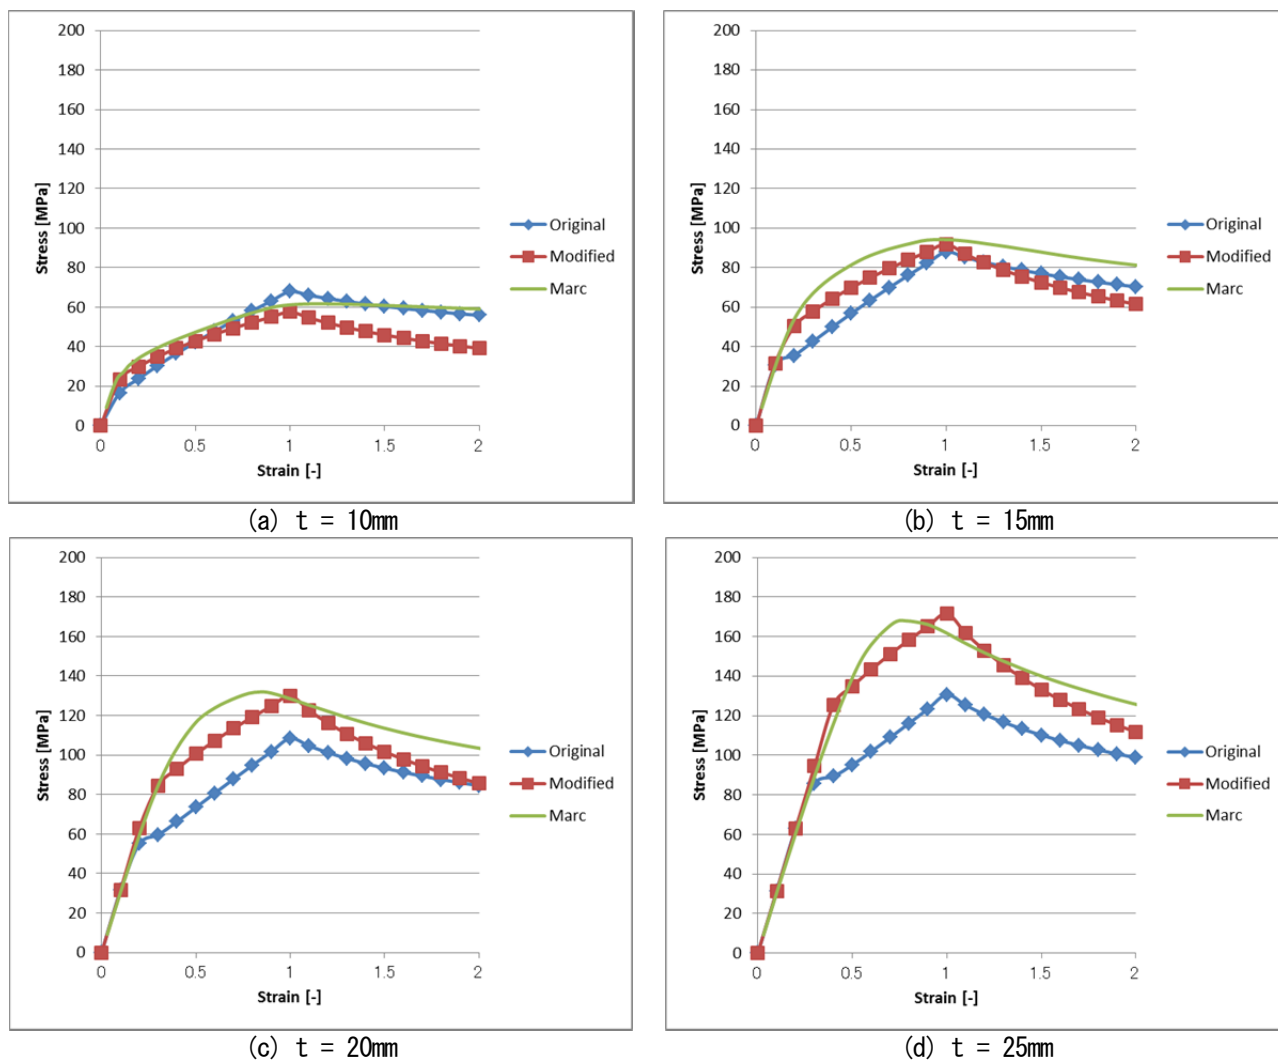 200
180
160
140
120
100
80
60
40
20
0
Stress [MPa]
0 0.5 1 1.5 2
Strain [-]
Original
Modified
Marc
(a) t = 10mm
200
180
160
140
120
100
80
60
40
20
0
Stress [MPa]
0 0.5 1 1.5 2
Strain [-]
Original
Modified
Marc
(b) t = 15mm
200
180
160
140
120
100
80
60
40
20
0
Stress [MPa]
0 0.5 1 1.5 2
Strain [-]
Original
Modified
Marc
(c) t = 20mm
200
180
160
140
120
100
80
60
40
20
0
Stress [MPa]
0 0.5 1 1.5 2
Strain [-]
Original
Modified
Marc
(d) t = 25mm